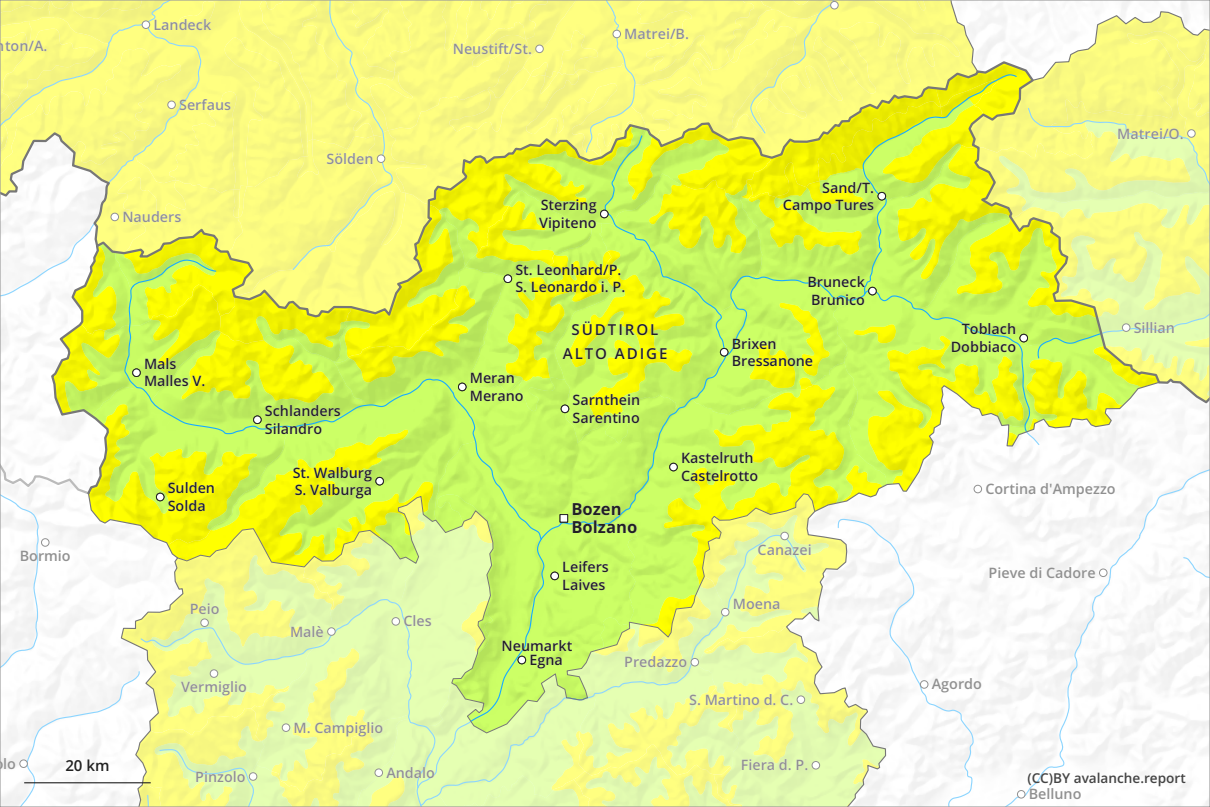 Landeck
nton/A.
Neustift/St.
Matrei/B.
Serfaus
Sölden
Matrei/O.
Nauders
Sterzing
Vipiteno
Sand/T.
Campo Tures
St. Leonhard/P.
S. Leonardo i. P.
Bruneck
Brunico
SÜDTIROL
ALTO ADIGE
Toblach
Dobbiaco
Sillian
Brixen
Bressanone
Mals
Malles V.
Meran
Merano
Schlanders
Silandro
Sarnthein
Sarentino
St. Walburg
S. Valburga
Kastelruth
Castelrotto
Sulden
Solda
Cortina d'Ampezzo
Bozen
Bolzano
Bormio
Canazei
Leifers
Laives
Pieve di Cadore
Peio
Malè
Cles
Moena
Neumarkt
Egna
Predazzo
Vermiglio
Agordo
S. Martino d. C.
M. Campiglio
20 km
olo
Pinzolo
Andalo
Fiera d. P.
(CC)BY avalanche.report
Belluno